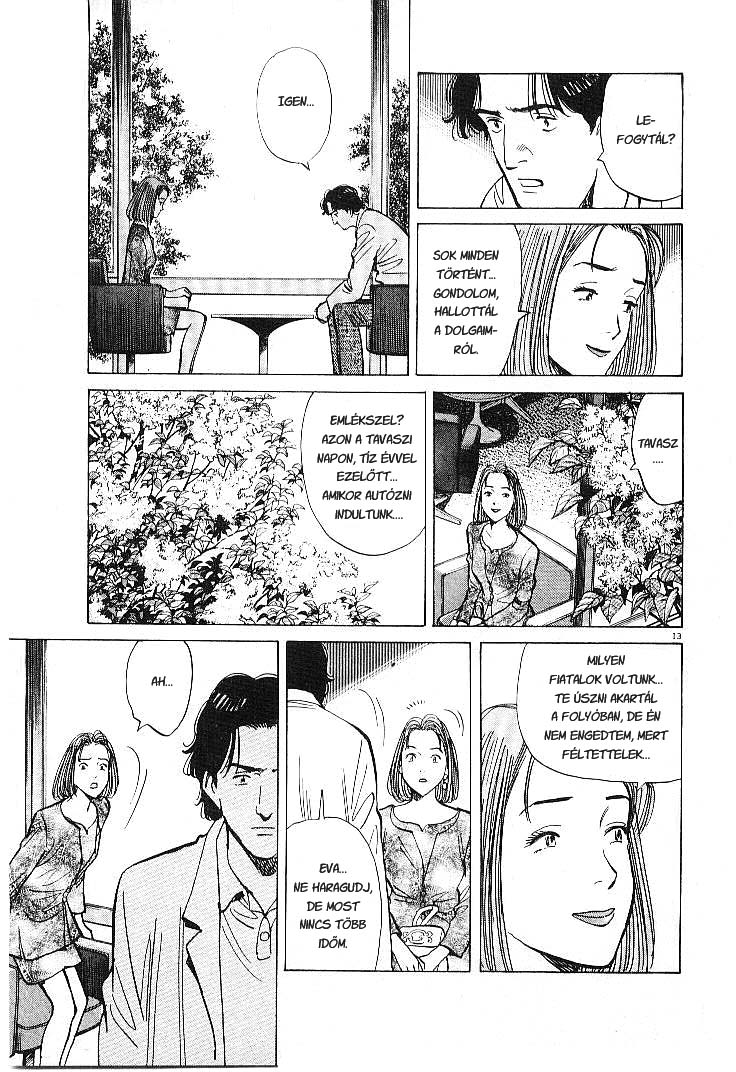 LE-
FOGYTÁL?
SOK MINDEN
TÖRTÉNT...
GONDOLOM,
HALLOTTÁL
A DOLGAIM-
RÓL.
IGEN...
TAVASZ
....
EMLÉKSZEL?
AZON A TAVASZI
NAPON, TÍZ ÉVVEL
EZELŐTT...
AMIKOR AUTÓZNI
INDULTUNK....
13
MILYEN
FIATALOK VOLTUNK...
TE ÚSZNI AKARTÁL
A FOLYÓBAN, DE ÉN
NEM ENGEDTEM, MERT
FÉLTETTELEK...
EVA...
NE HARAGUDJ,
DE MOST
NINCS TÖBB
IDŐM.
AH...